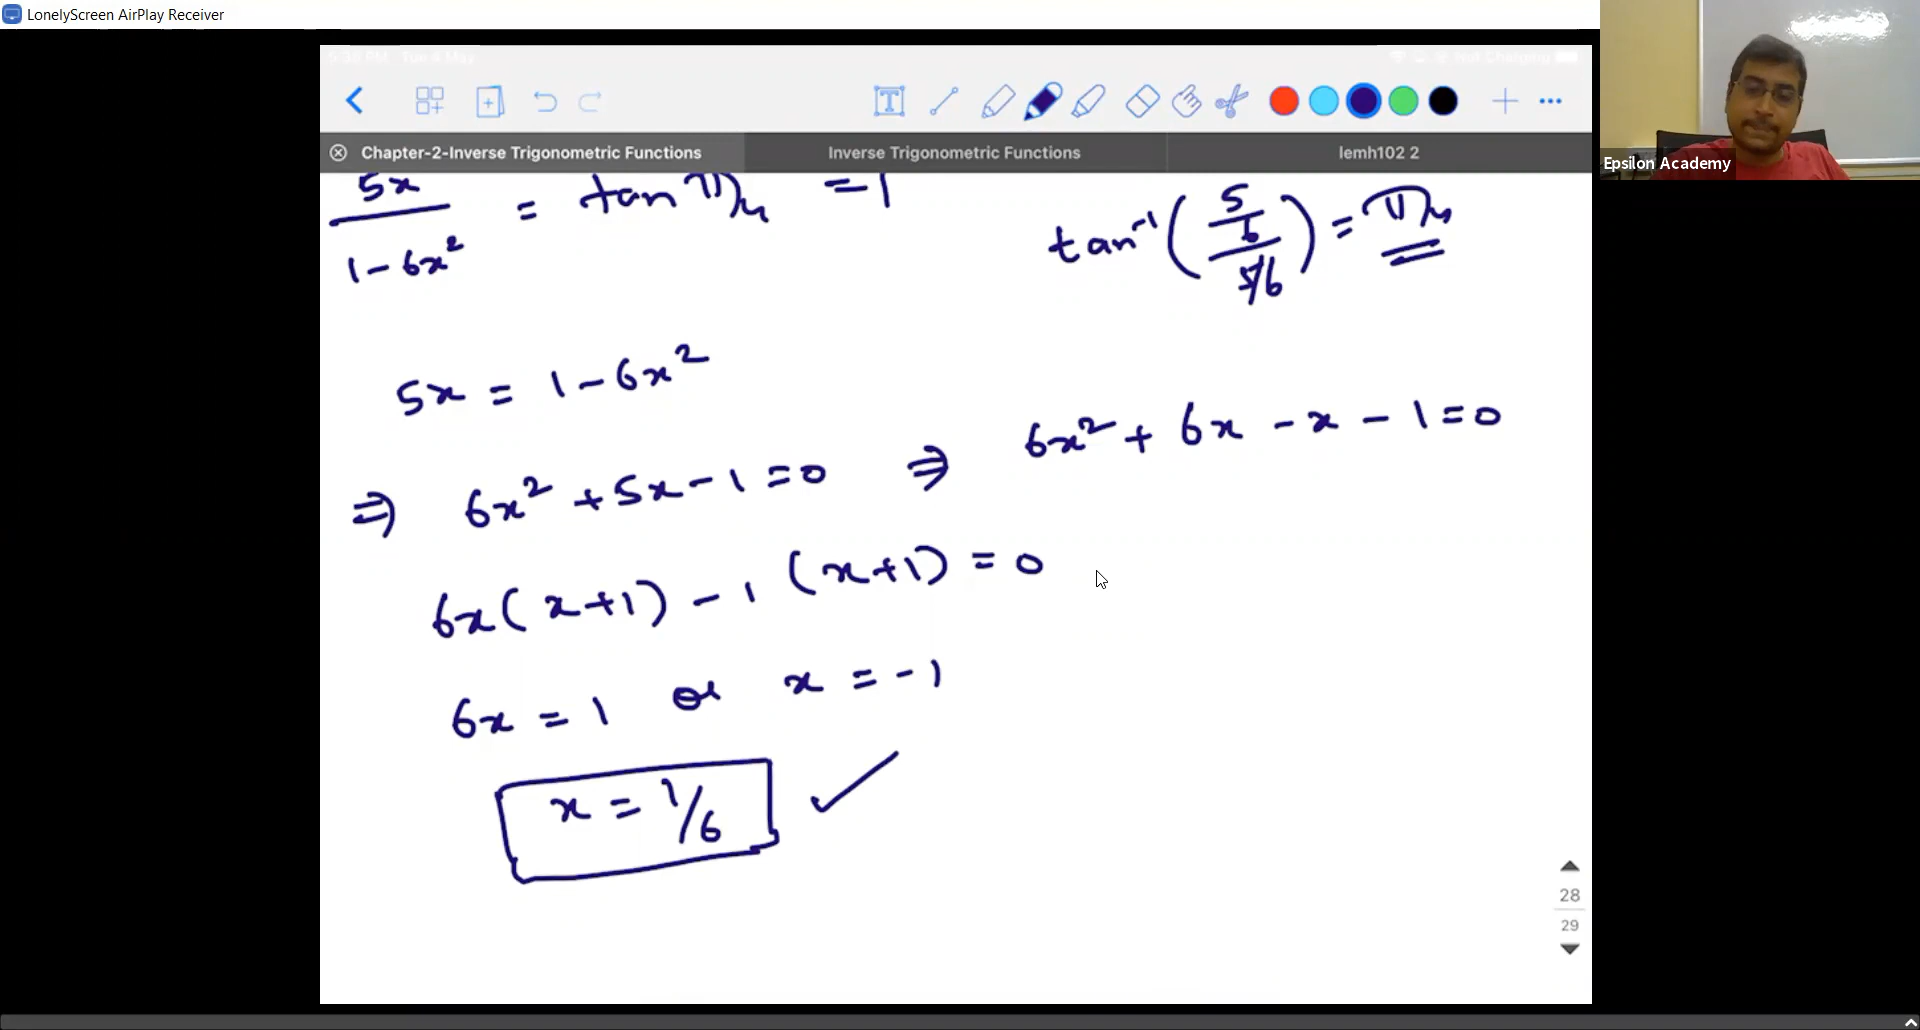 LonelyScreen AirPlay Receiver
Epsilon Academy
Chapter-2-Inverse Trigonometric Functions
Inverse Trigonometric Functions
lemh102 2
5x / 1 - 6x² = tan π/4 = 1
tan⁻¹ (5/6 / 5/6) = π/4
5x = 1 - 6x²
⇒ 6x² + 5x - 1 = 0 ⇒ 6x² + 6x - x - 1 = 0
6x(x+1) - 1 (x+1) = 0
6x = 1 or x = -1
x = 1/6 ✓
28
29